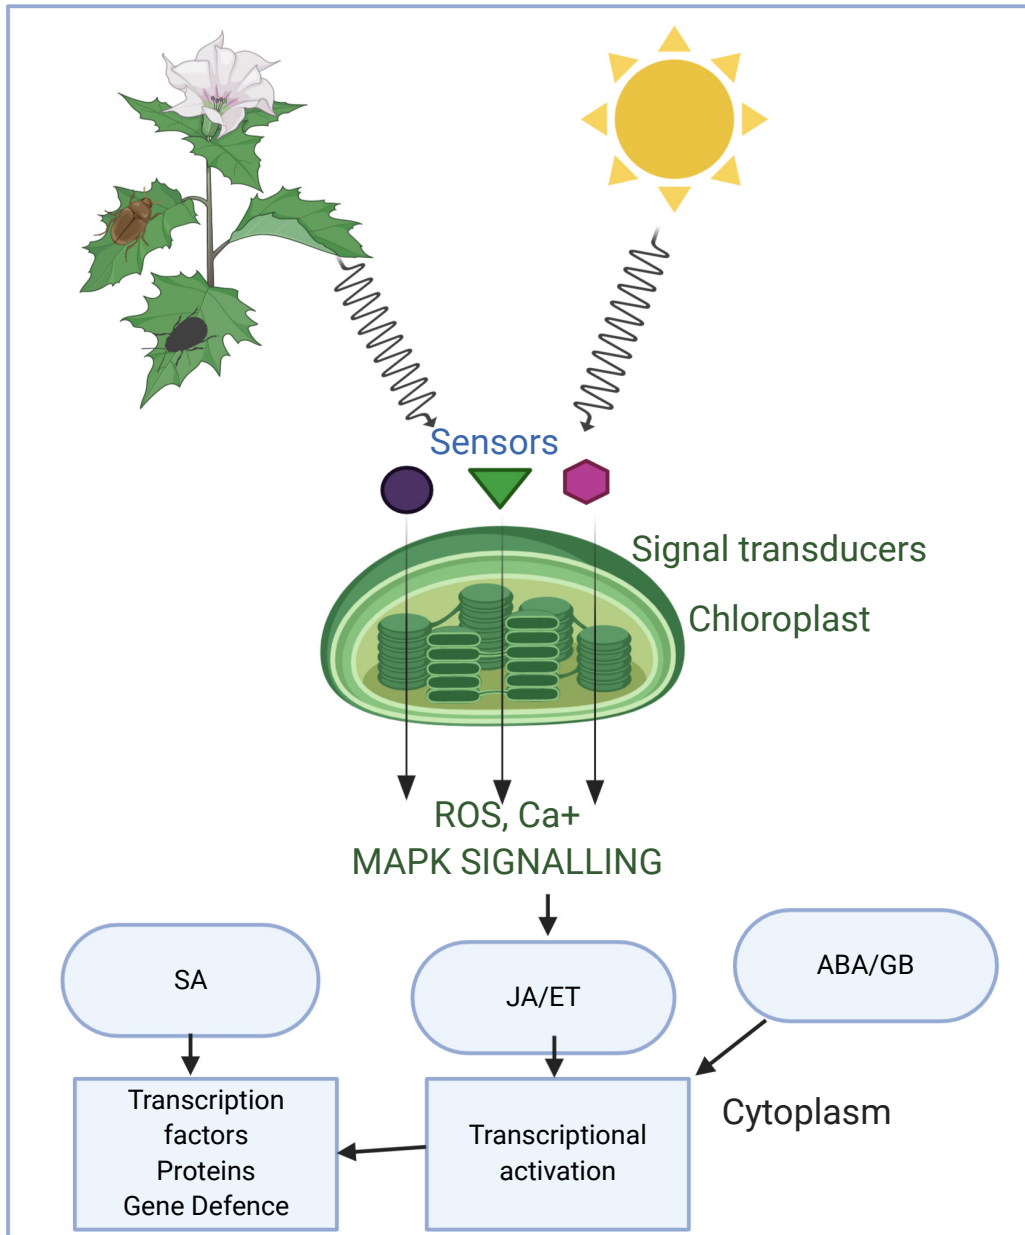 Sensors
Signal transducers
Chloroplast
ROS, Ca+
MAPK SIGNALLING
SA
JA/ET
ABA/GB
Transcription
factors
Proteins
Gene Defence
Transcriptional
activation
Cytoplasm